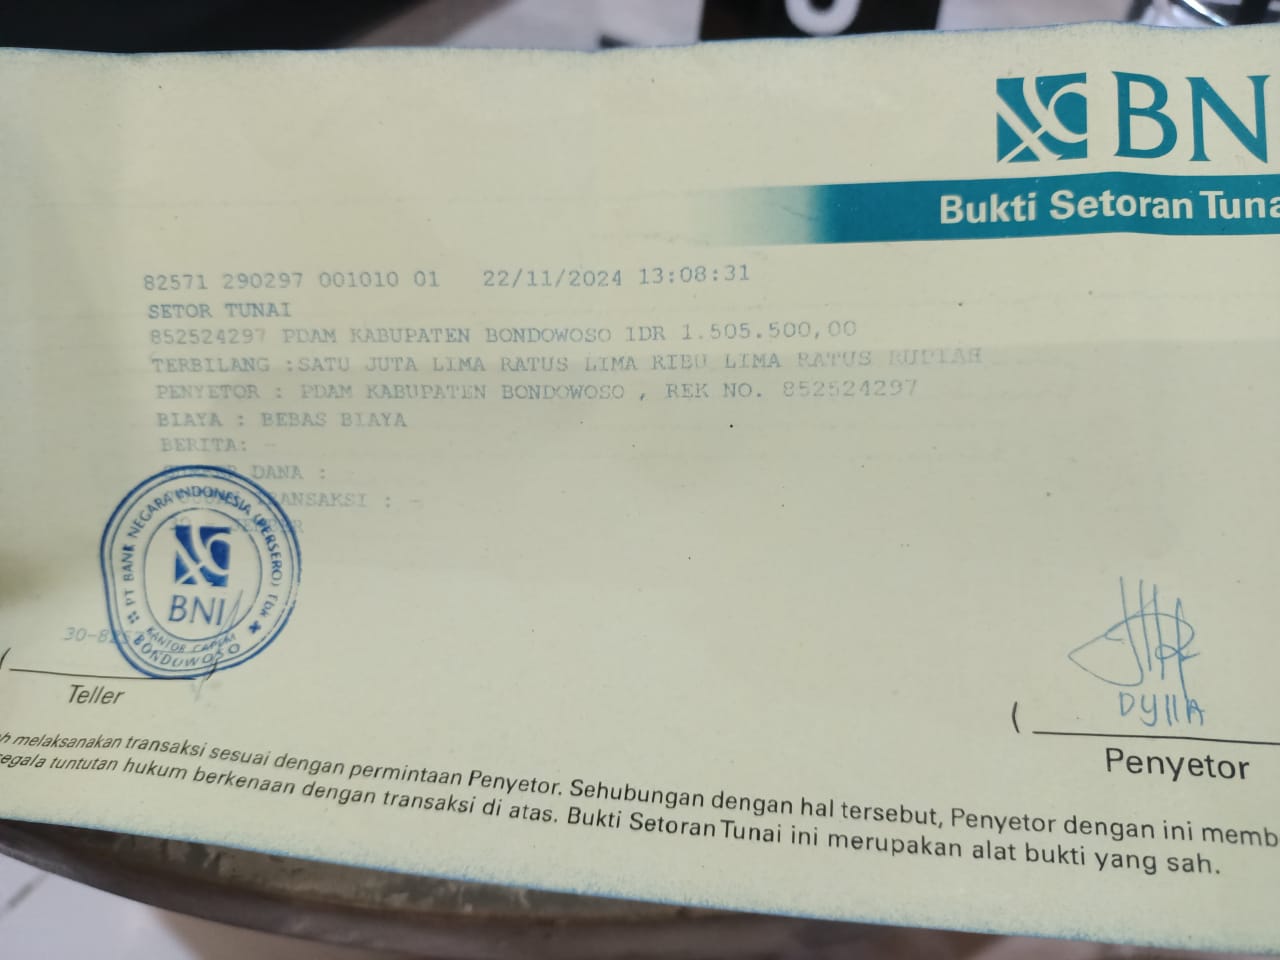 BN
Bukti Setoran Tuna
82571 290297 001010 01 22/11/2024 13:08:31
SETOR TUNAI
852524297 PDAM KABUPATEN BONDOWOSO IDR 1.505.500,00
TERBILANG :SATU JUTA LIMA RATUS LIMA RIBU LIMA RATUS RUPIAH
PENYETOR : PDAM KABUPATEN BONDOWOSO , REK NO. 852524297
BIAYA : BEBAS BIAYA
BERITA: -
DANA :
TRANSAKSI : -
PT BANK NEGARA INDONESIA (PERSERO) Tbk
BNI
KANTOR CAPEM
BONDOWOSO
30-825
(
Teller
DYLLA
(
Penyetor
h melaksanakan transaksi sesuai dengan permintaan Penyetor. Sehubungan dengan hal tersebut, Penyetor dengan ini memb
egala tuntutan hukum berkenaan dengan transaksi di atas. Bukti Setoran Tunai ini merupakan alat bukti yang sah.